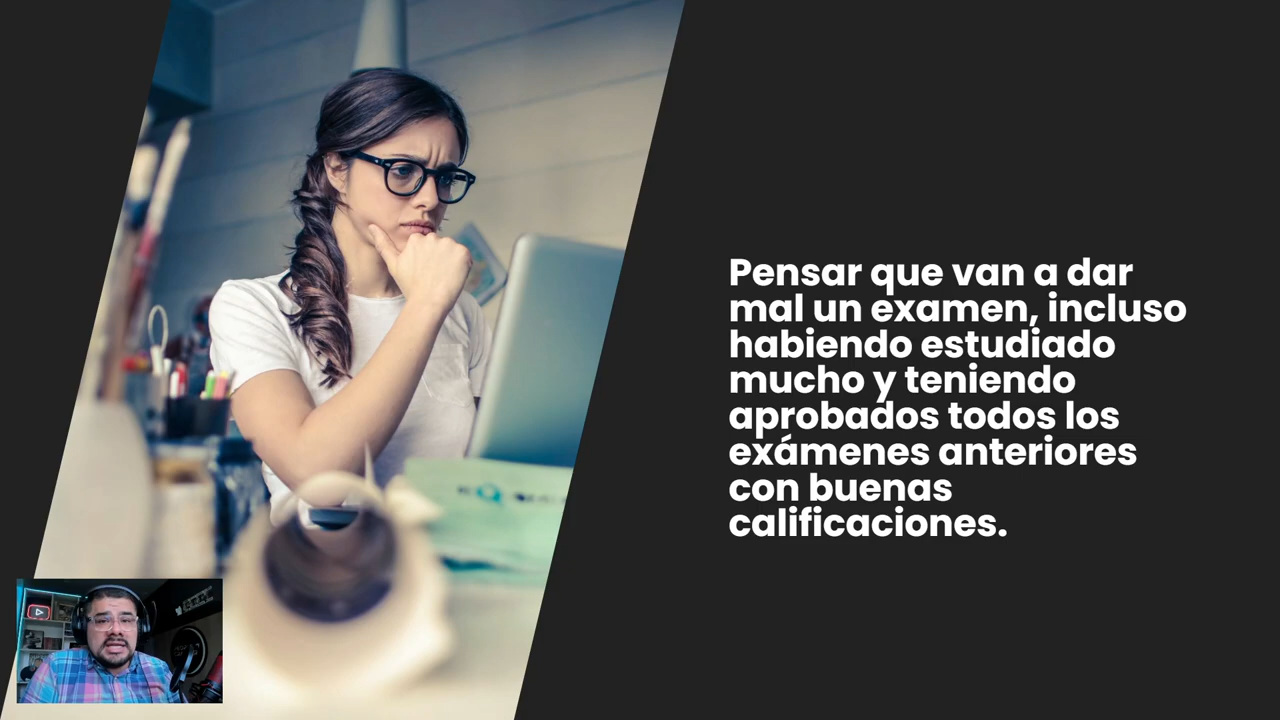 Pensar que van a dar
mal un examen, incluso
habiendo estudiado
mucho y teniendo
aprobados todos los
exámenes anteriores
con buenas
calificaciones.